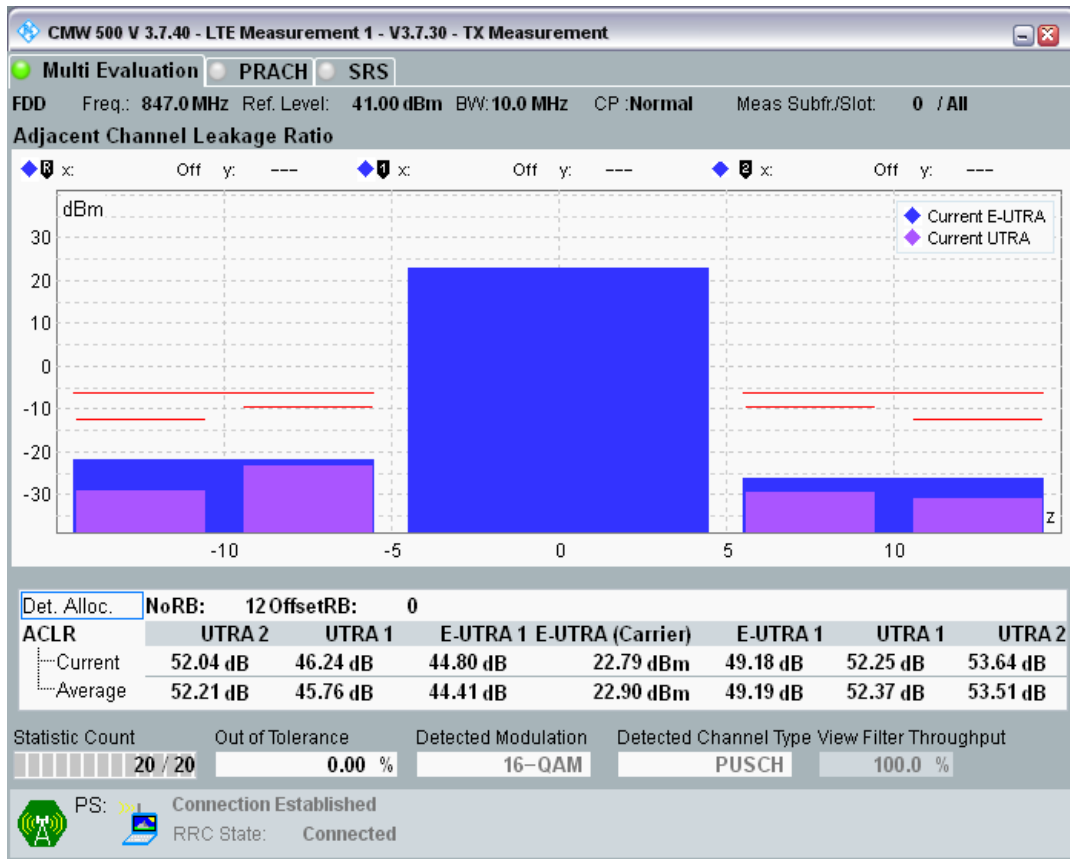 CMW 500 V 3.7.40 - LTE Measurement 1 - V3.7.30 - TX Measurement
Multi Evaluation PRACH SRS
FDD Freq.: 847.0 MHz Ref. Level: 41.00 dBm BW: 10.0 MHz CP :Normal Meas Subfr./Slot: 0 / All
Adjacent Channel Leakage Ratio
R x: Off y: --- 1 x: Off y: --- 2 x: Off y: ---
dBm
Current E-UTRA
Current UTRA
30
20
10
0
-10
-20
-30
z
-10 -5 0 5 10
Det. Alloc. NoRB: 12 OffsetRB: 0
ACLR UTRA 2 UTRA 1 E-UTRA 1 E-UTRA (Carrier) E-UTRA 1 UTRA 1 UTRA 2
Current 52.04 dB 46.24 dB 44.80 dB 22.79 dBm 49.18 dB 52.25 dB 53.64 dB
Average 52.21 dB 45.76 dB 44.41 dB 22.90 dBm 49.19 dB 52.37 dB 53.51 dB
Statistic Count Out of Tolerance Detected Modulation Detected Channel Type View Filter Throughput
20 / 20 0.00 % 16-QAM PUSCH 100.0 %
PS: Connection Established
RRC State: Connected